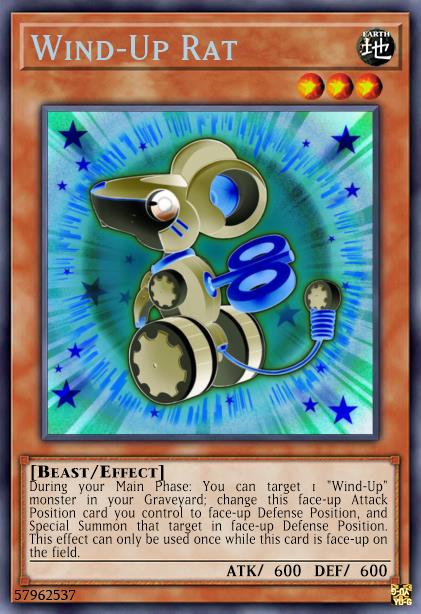 WIND-UP RAT
EARTH
地
[BEAST/EFFECT]
During your Main Phase: You can target 1 "Wind-Up"
monster in your Graveyard; change this face-up Attack
Position card you control to face-up Defense Position, and
Special Summon that target in face-up Defense Position.
This effect can only be used once while this card is face-up on
the field.
ATK/ 600 DEF/ 600
57962537